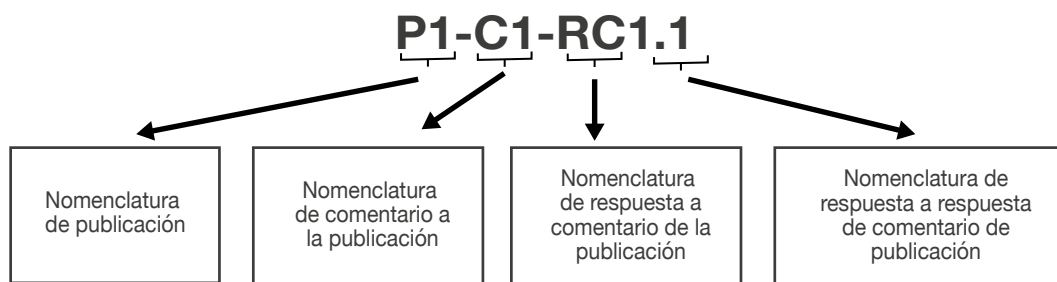 P1-C1-RC1.1
Nomenclatura
de publicación
Nomenclatura
de comentario a
la publicación
Nomenclatura
de respuesta a
comentario de la
publicación
Nomenclatura de
respuesta a respuesta
de comentario de
publicación